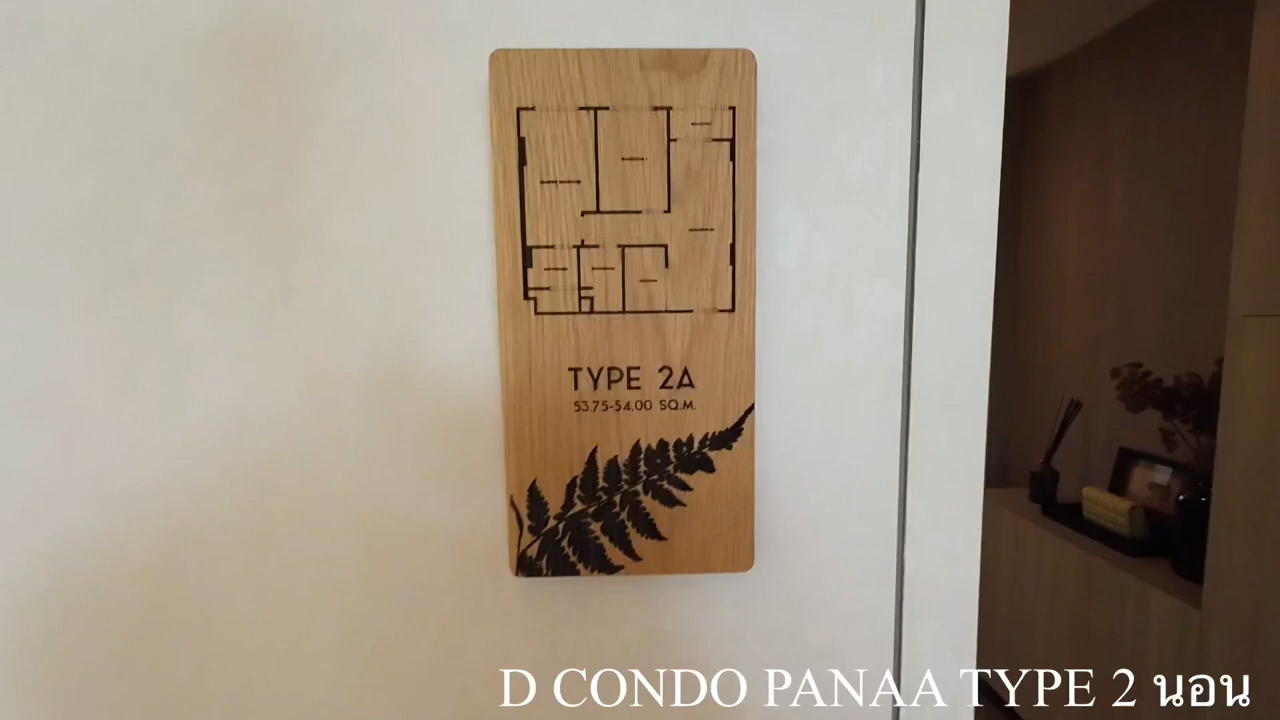 TYPE 2A
53.75-54.00 SQ.M.
D CONDO PANAA TYPE 2 นอน